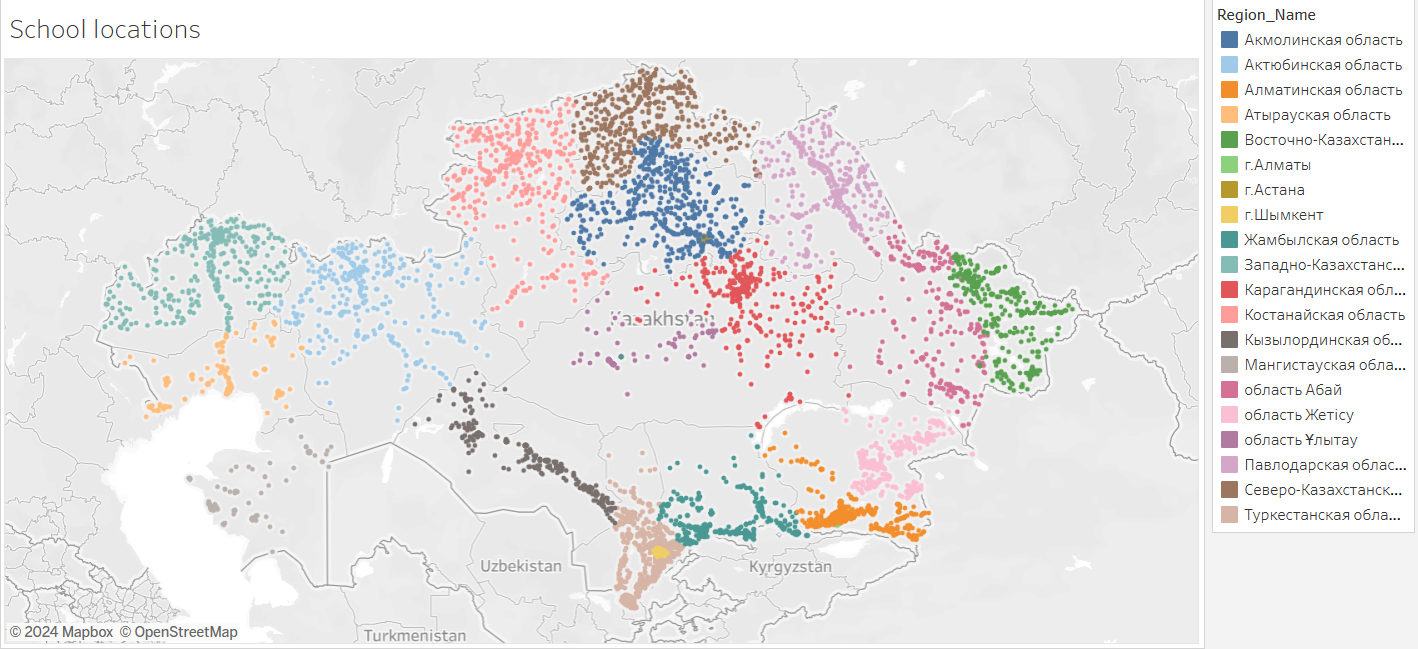 School locations
Kazakhstan
Uzbekistan
Kyrgyzstan
Turkmenistan
© 2024 Mapbox © OpenStreetMap
Region_Name
Акмолинская область
Актюбинская область
Алматинская область
Атырауская область
Восточно-Казахстан...
г.Алматы
г.Астана
г.Шымкент
Жамбылская область
Западно-Казахстанс...
Карагандинская обл...
Костанайская область
Кызылординская об...
Мангистауская обла...
область Абай
область Жетісу
область Ұлытау
Павлодарская облас...
Северо-Казахстанск...
Туркестанская обла...